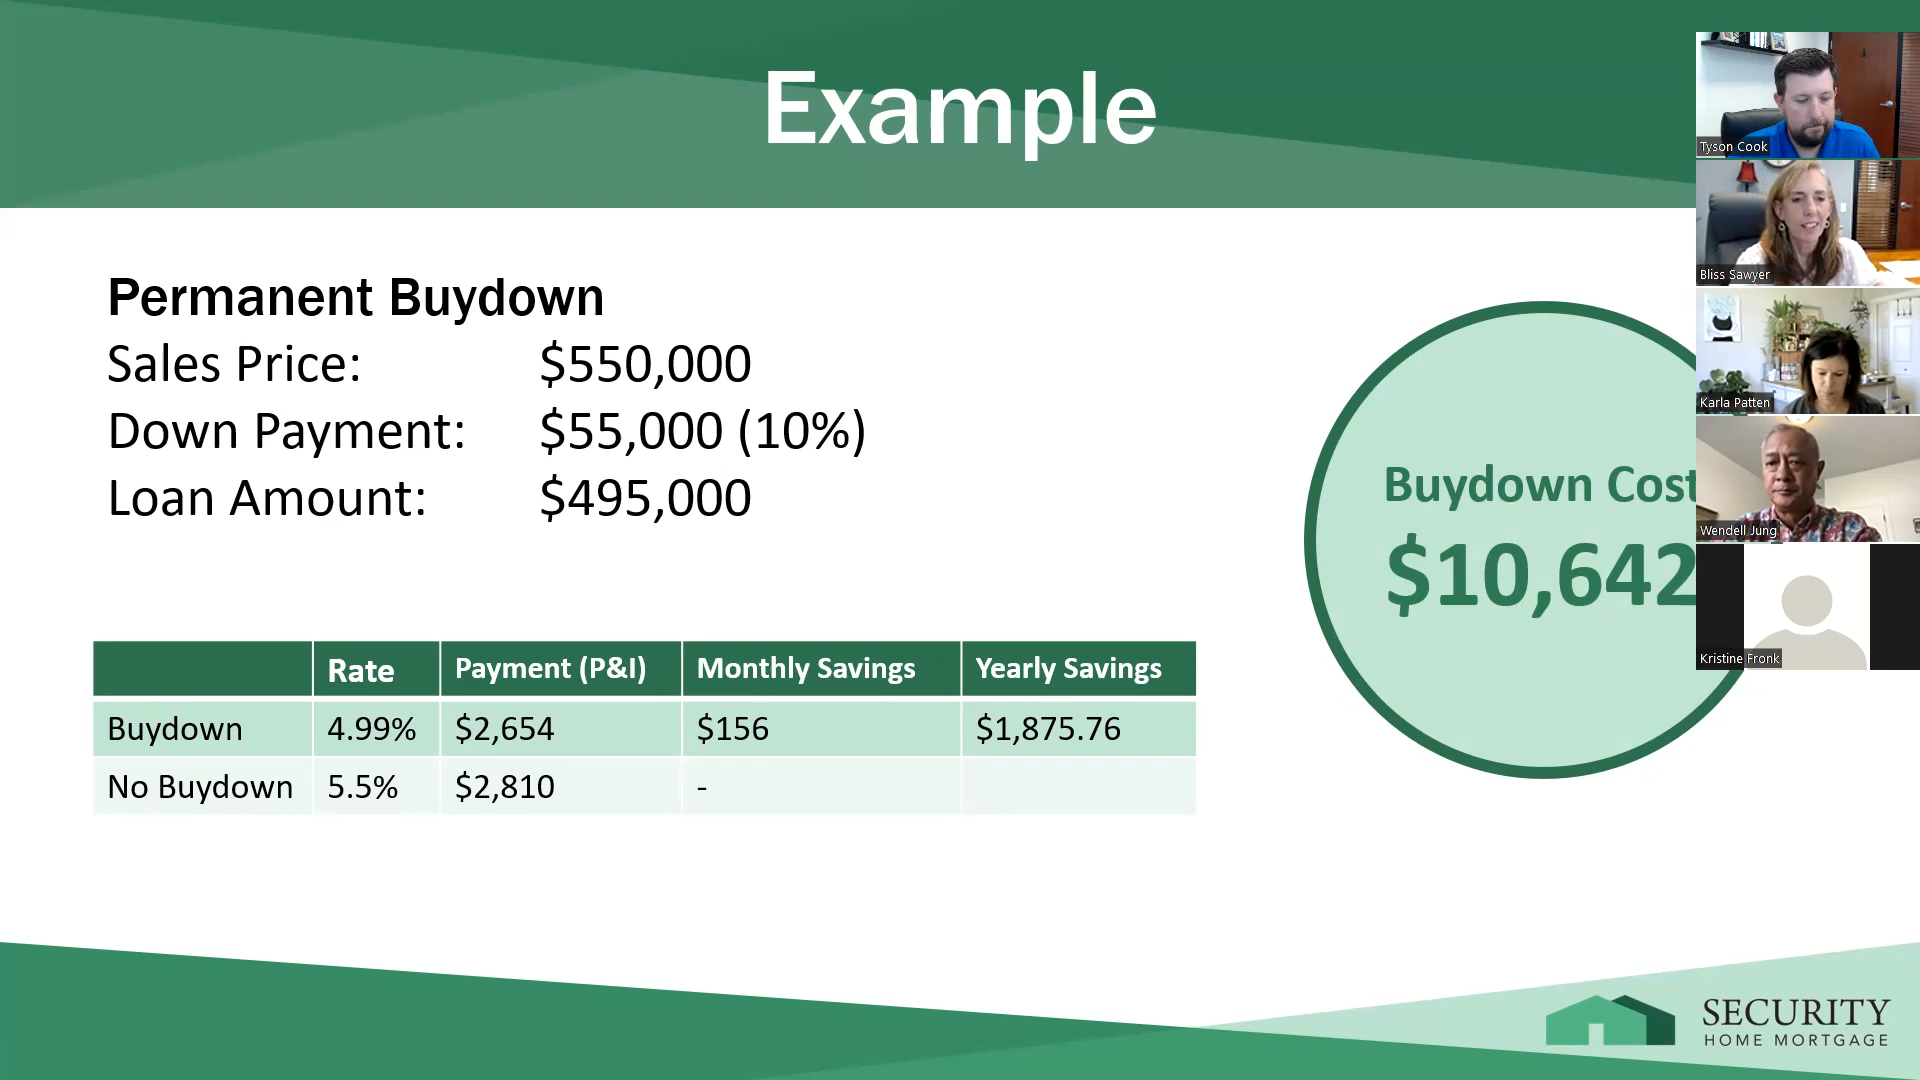 Example
Permanent Buydown
Sales Price: $550,000
Down Payment: $55,000 (10%)
Loan Amount: $495,000
Buydown Cost
$10,642
Rate Payment (P&I) Monthly Savings Yearly Savings
Buydown 4.99% $2,654 $156 $1,875.76
No Buydown 5.5% $2,810 -
Tyson Cook
Bliss Sawyer
Karla Patten
Wendell Jung
Kristine Fronk
SECURITY
HOME MORTGAGE